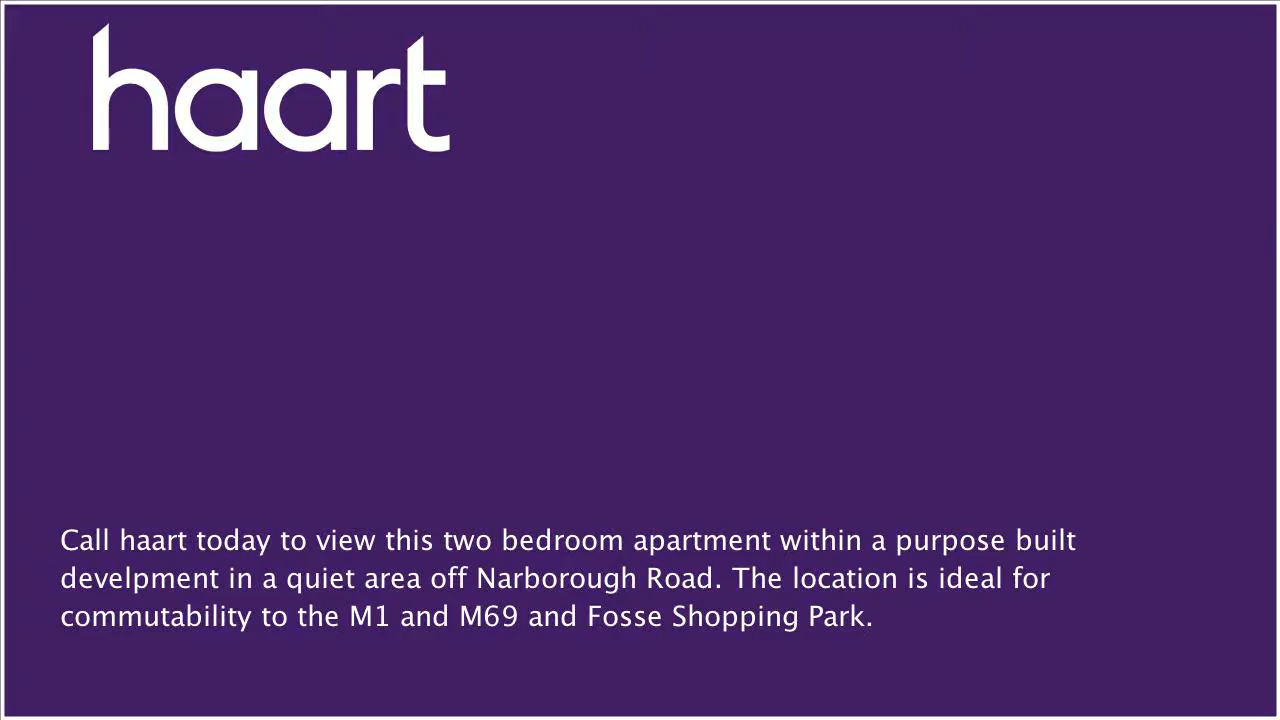 haart
Call haart today to view this two bedroom apartment within a purpose built
develpment in a quiet area off Narborough Road. The location is ideal for
commutability to the M1 and M69 and Fosse Shopping Park.